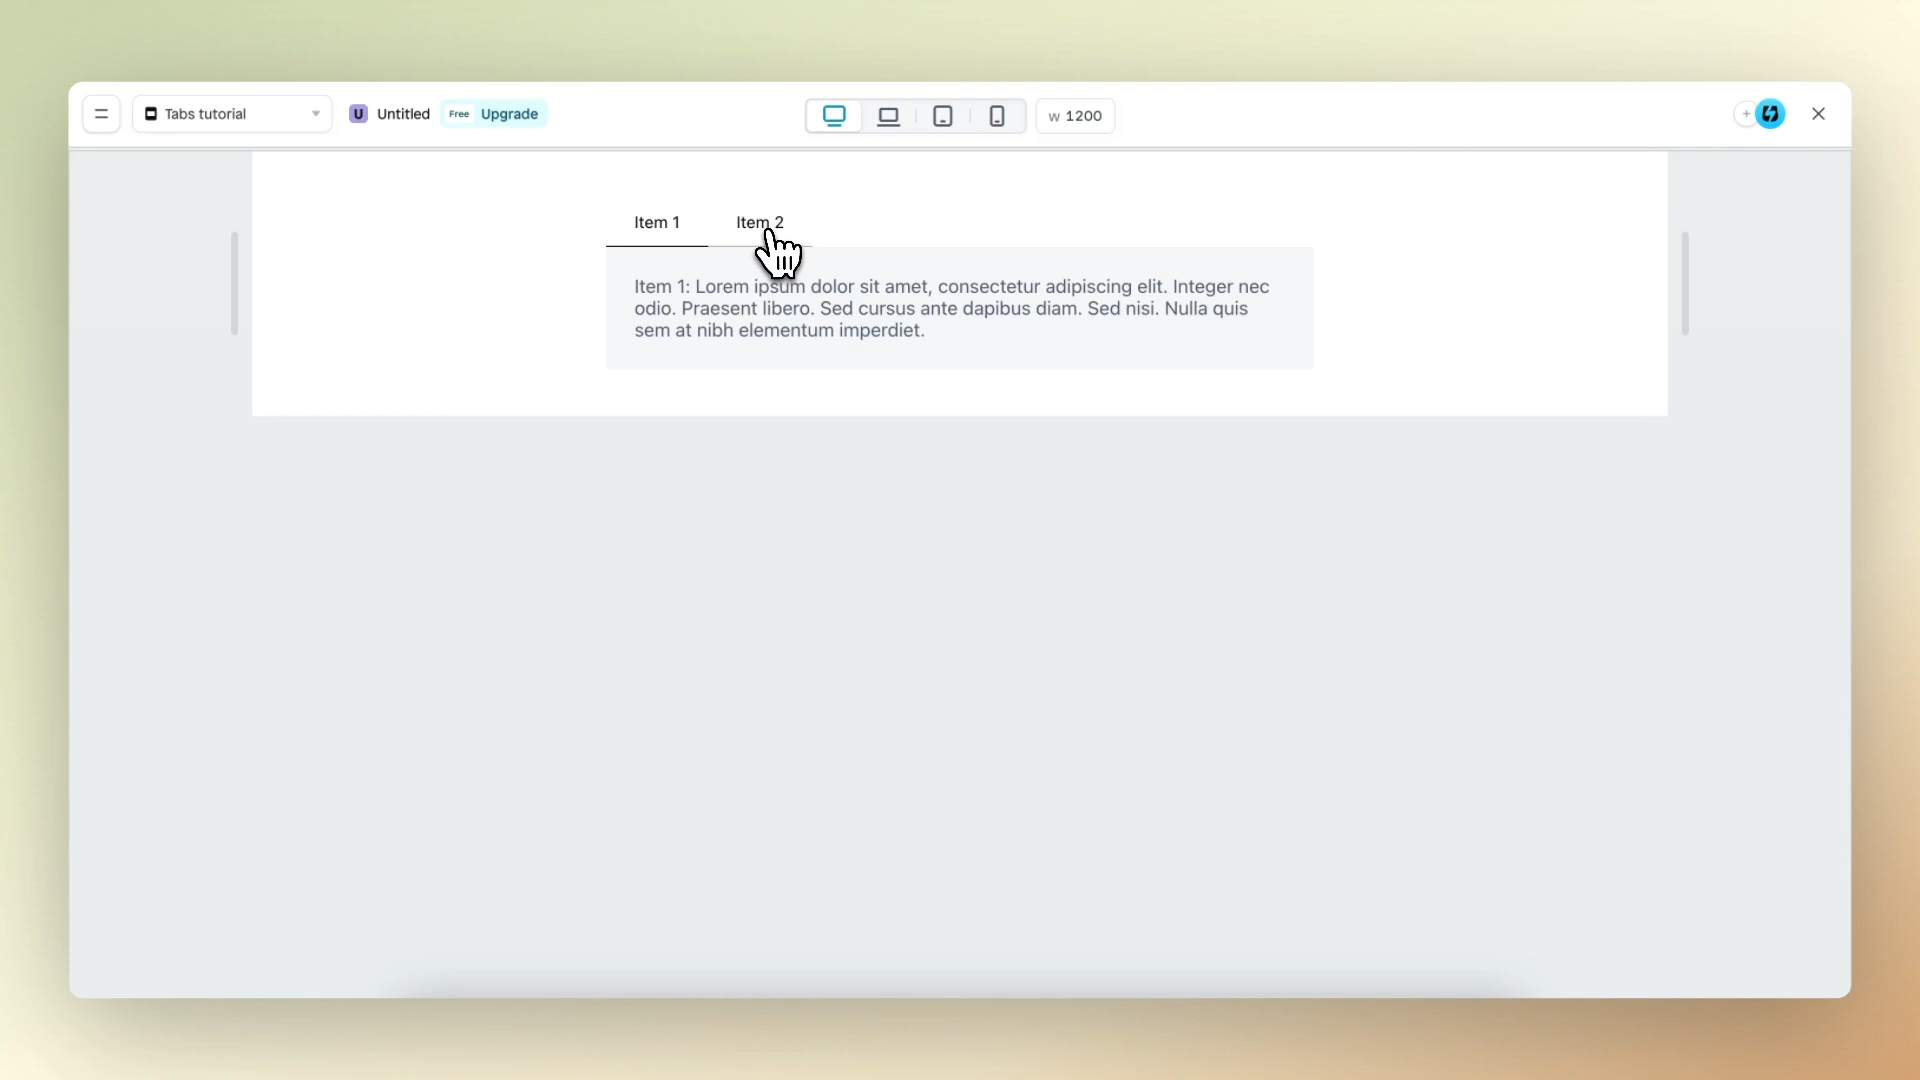 Tabs tutorial
U Untitled Free Upgrade
W 1200
Item 1 Item 2
Item 1: Lorem ipsum dolor sit amet, consectetur adipiscing elit. Integer nec
odio. Praesent libero. Sed cursus ante dapibus diam. Sed nisi. Nulla quis
sem at nibh elementum imperdiet.